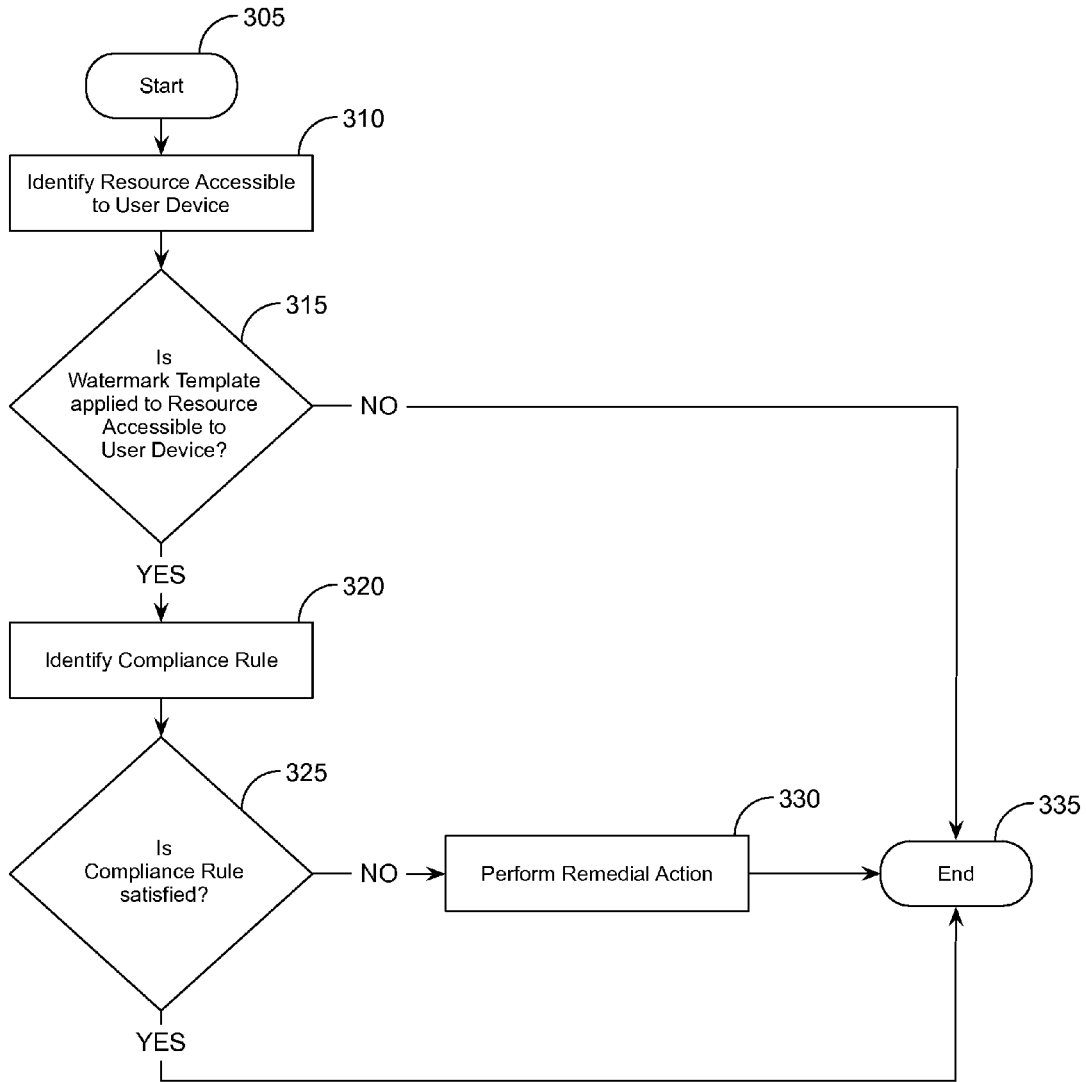 305
Start
310
Identify Resource Accessible
to User Device
315
Is
Watermark Template
applied to Resource
Accessible to
User Device?
NO
YES
320
Identify Compliance Rule
325
Is
Compliance Rule
satisfied?
NO
330
Perform Remedial Action
335
End
YES